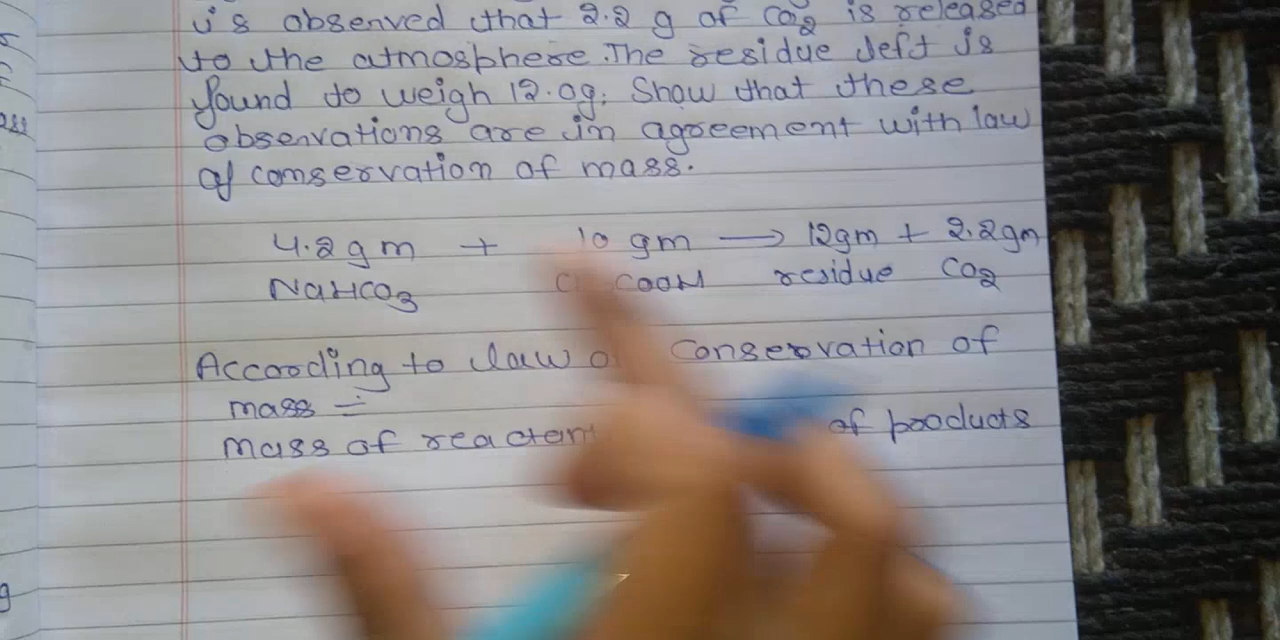 is observed that 2.2 g of CO2 is released
to the atmosphere. The residue left is
found to weigh 12.0g. Show that these
observations are in agreement with law
of conservation of mass.
4.2gm + 10 gm → 12gm + 2.2gm
NaHCO3 COOH residue CO2
According to law conservation of
mass ÷
mass of of products